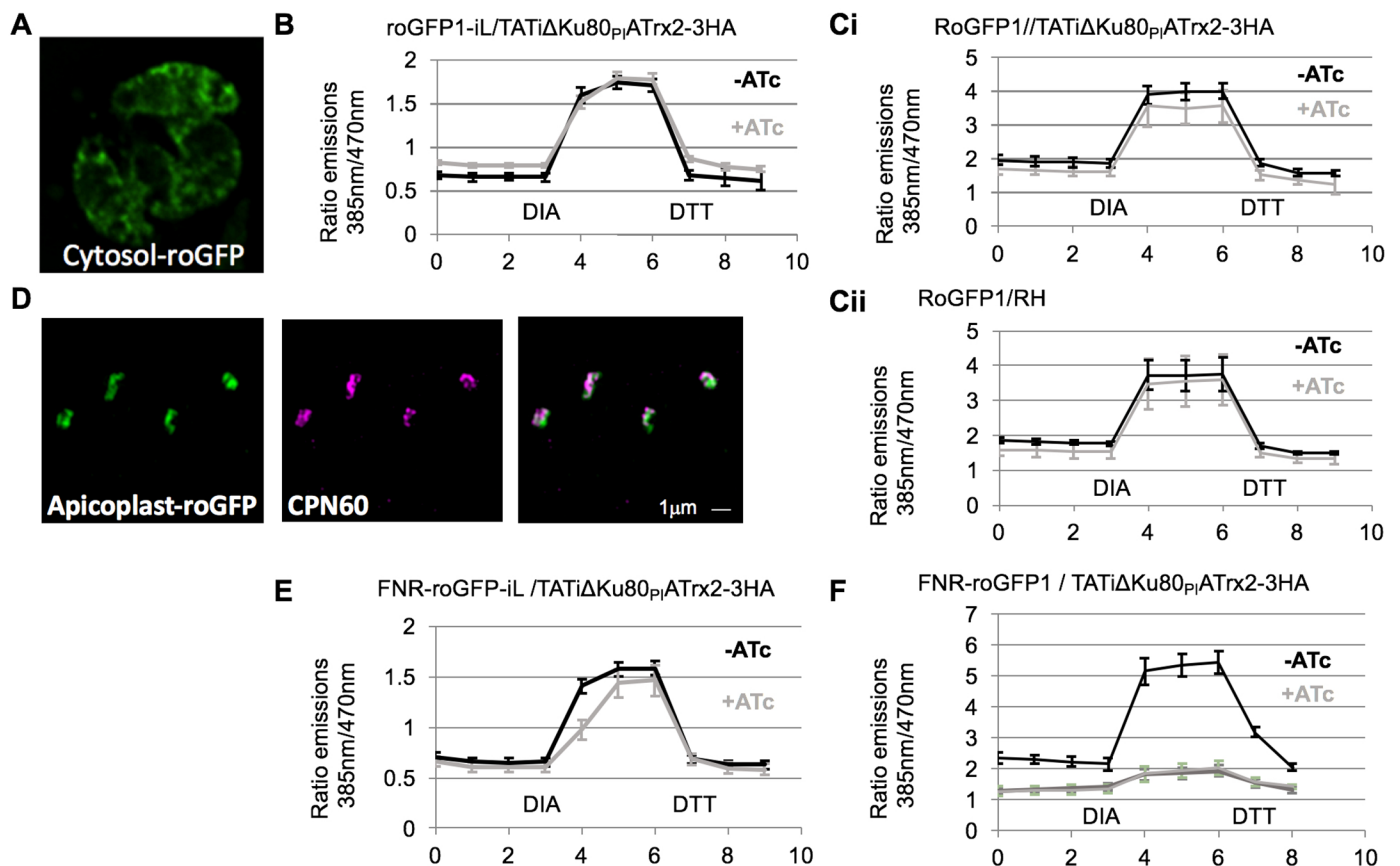 A
Cytosol-roGFP
B
roGFP1-iL/TATiΔKu80PIATrx2-3HA
Ratio emissions
385nm/470nm
2
1.5
1
0.5
0
-ATc
+ATc
DIA
DTT
0 2 4 6 8 10
Ci
RoGFP1//TATiΔKu80PIATrx2-3HA
Ratio emissions
385nm/470nm
5
4
3
2
1
0
-ATc
+ATc
DIA
DTT
0 2 4 6 8 10
D
Apicoplast-roGFP
CPN60
1μm
Cii
RoGFP1/RH
Ratio emissions
385nm/470nm
5
4
3
2
1
0
-ATc
+ATc
DIA
DTT
0 2 4 6 8 10
E
FNR-roGFP-iL /TATiΔKu80PIATrx2-3HA
Ratio emissions
385nm/470nm
2
1.5
1
0.5
0
-ATc
+ATc
DIA
DTT
0 2 4 6 8 10
F
FNR-roGFP1 / TATiΔKu80PIATrx2-3HA
Ratio emissions
385nm/470nm
7
6
5
4
3
2
1
0
-ATc
+ATc
DIA
DTT
0 2 4 6 8 10